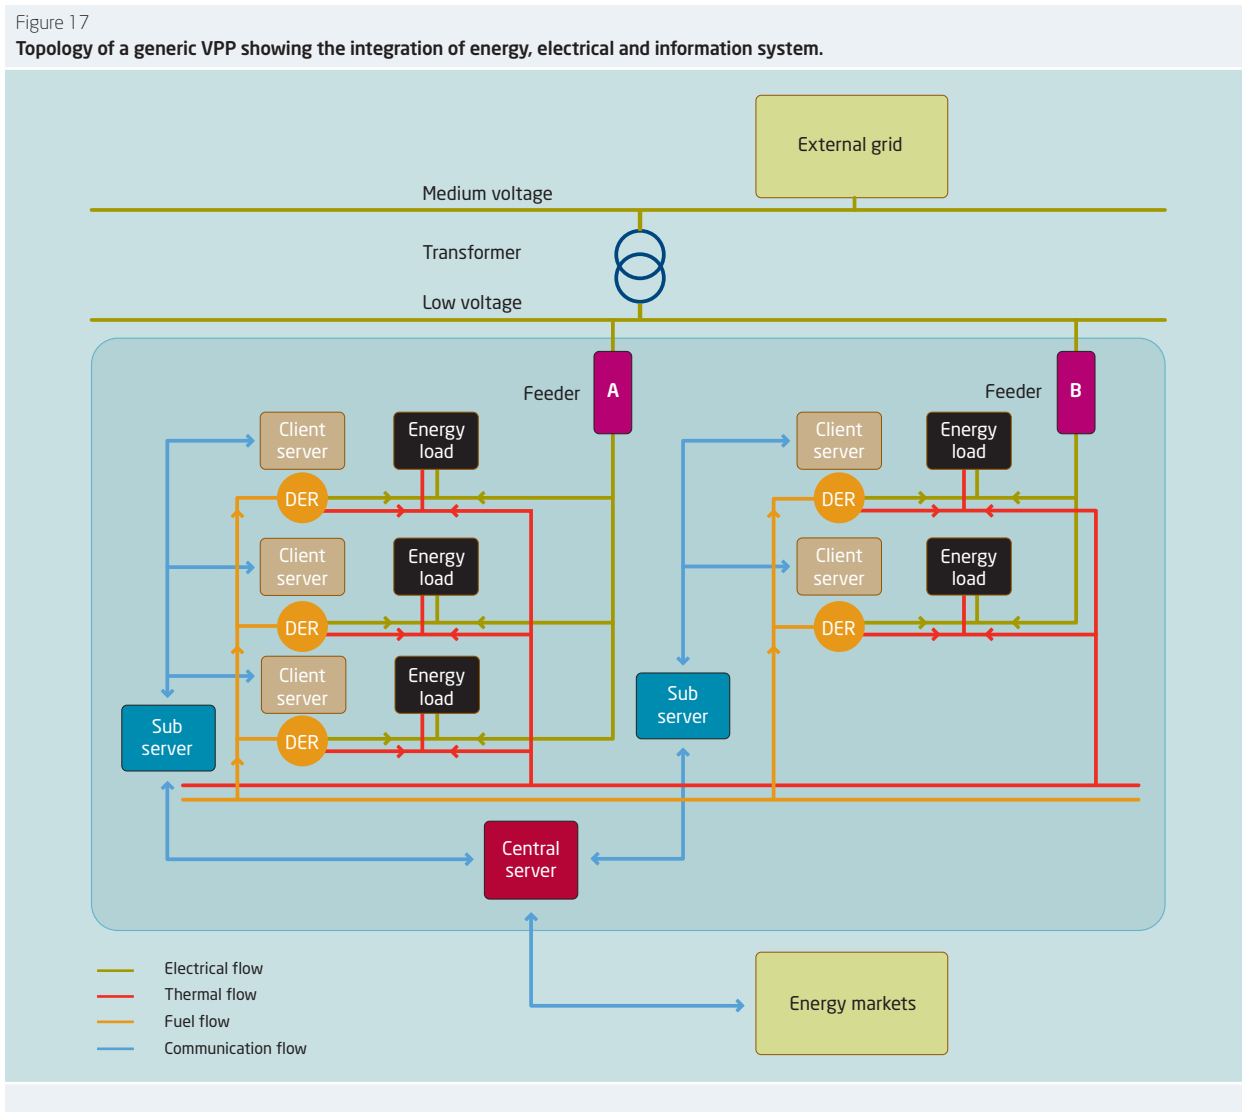 Figure 17
Topology of a generic VPP showing the integration of energy, electrical and information system.
External grid
Medium voltage
Transformer
Low voltage
Feeder
A
Feeder
B
Client
server
Energy
load
Client
server
Energy
load
DER
DER
Client
server
Energy
load
Client
server
Energy
load
DER
DER
Client
server
Energy
load
Sub
server
Sub
server
DER
Central
server
Electrical flow
Thermal flow
Fuel flow
Communication flow
Energy markets